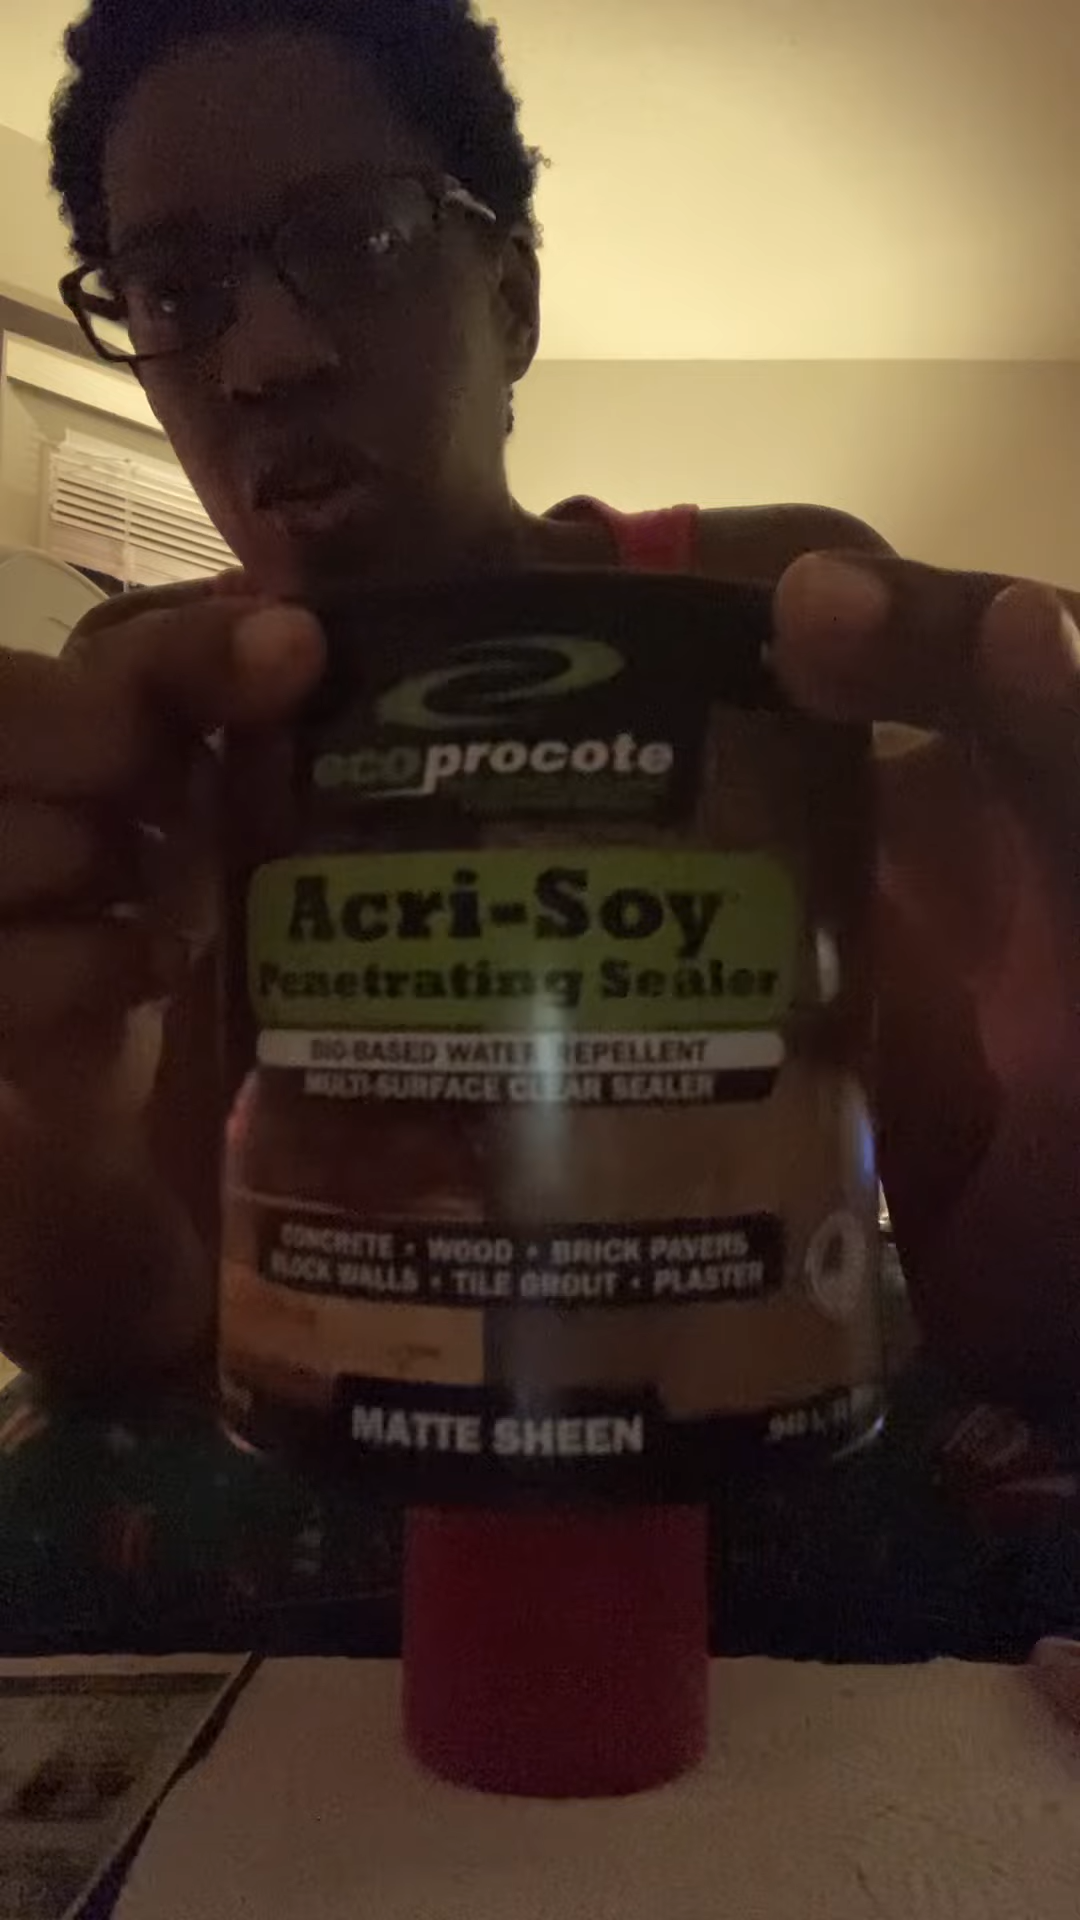 ecoprocote
Acri-Soy
Penetrating Sealer
BIO-BASED WATER REPELLENT
MULTI-SURFACE CLEAR SEALER
CONCRETE • WOOD • BRICK PAVERS
BLOCK WALLS • TILE GROUT • PLASTER
MATTE SHEEN